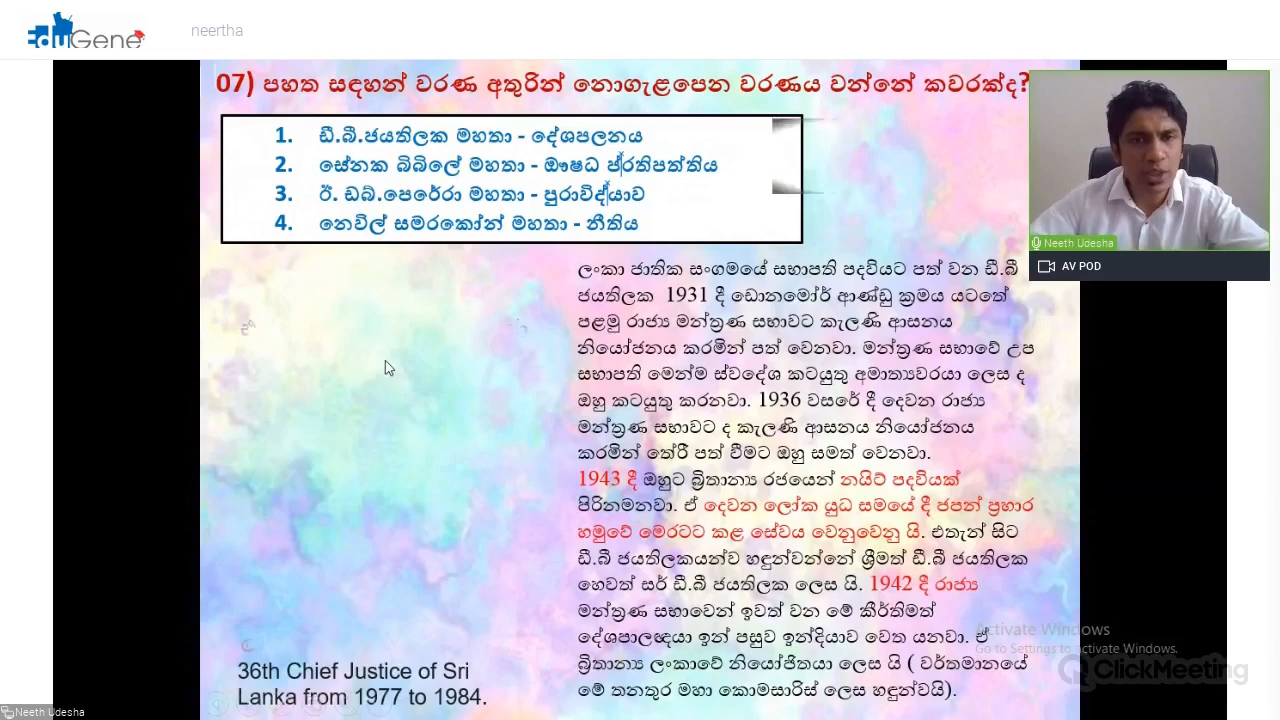 EduGene
neertha
07) පහත සඳහන් වරණ අතුරින් නොගැළපෙන වරණය වන්නේ කවරක්ද?
1. ඩී.බී.ජයතිලක මහතා - දේශපලනය
2. සේනක බිබිලේ මහතා - ඖෂධ ප්‍රතිපත්තිය
3. ඊ. ඩබ්.පෙරේරා මහතා - පුරාවිද්‍යාව
4. නෙවිල් සමරකෝන් මහතා - නීතිය
Neeth Udesha
AV POD
ලංකා ජාතික සංගමයේ සභාපති පදවියට පත් වන ඩී.බී
ජයතිලක 1931 දී ඩොනමෝර් ආණ්ඩු ක්‍රමය යටතේ
පළමු රාජ්‍ය මන්ත්‍රණ සභාවට කැලණි ආසනය
නියෝජනය කරමින් පත් වෙනවා. මන්ත්‍රණ සභාවේ උප
සභාපති මෙන්ම ස්වදේශ කටයුතු අමාත්‍යවරයා ලෙස ද
ඔහු කටයුතු කරනවා. 1936 වසරේ දී දෙවන රාජ්‍ය
මන්ත්‍රණ සභාවට ද කැලණි ආසනය නියෝජනය
කරමින් තේරී පත් වීමට ඔහු සමත් වෙනවා.
1943 දී ඔහුට බ්‍රිතාන්‍ය රජයෙන් නයිට් පදවියක්
පිරිනමනවා. ඒ දෙවන ලෝක යුධ සමයේ දී ජපන් ප්‍රහාර
හමුවේ මෙරටට කළ සේවය වෙනුවෙනු යි. එතැන් සිට
ඩී.බී ජයතිලකයන්ව හඳුන්වන්නේ ශ්‍රීමත් ඩී.බී ජයතිලක
හෙවත් සර් ඩී.බී ජයතිලක ලෙස යි. 1942 දී රාජ්‍ය
මන්ත්‍රණ සභාවෙන් ඉවත් වන මේ කීර්තිමත්
දේශපාලඥයා ඉන් පසුව ඉන්දියාව වෙත යනවා. ඒ
බ්‍රිතාන්‍ය ලංකාවේ නියෝජිතයා ලෙස යි ( වර්තමානයේ
මේ තනතුර මහා කොමසාරිස් ලෙස හඳුන්වයි).
36th Chief Justice of Sri
Lanka from 1977 to 1984.
Activate Windows
Go to Settings to activate Windows.
ClickMeeting
Neeth Udesha